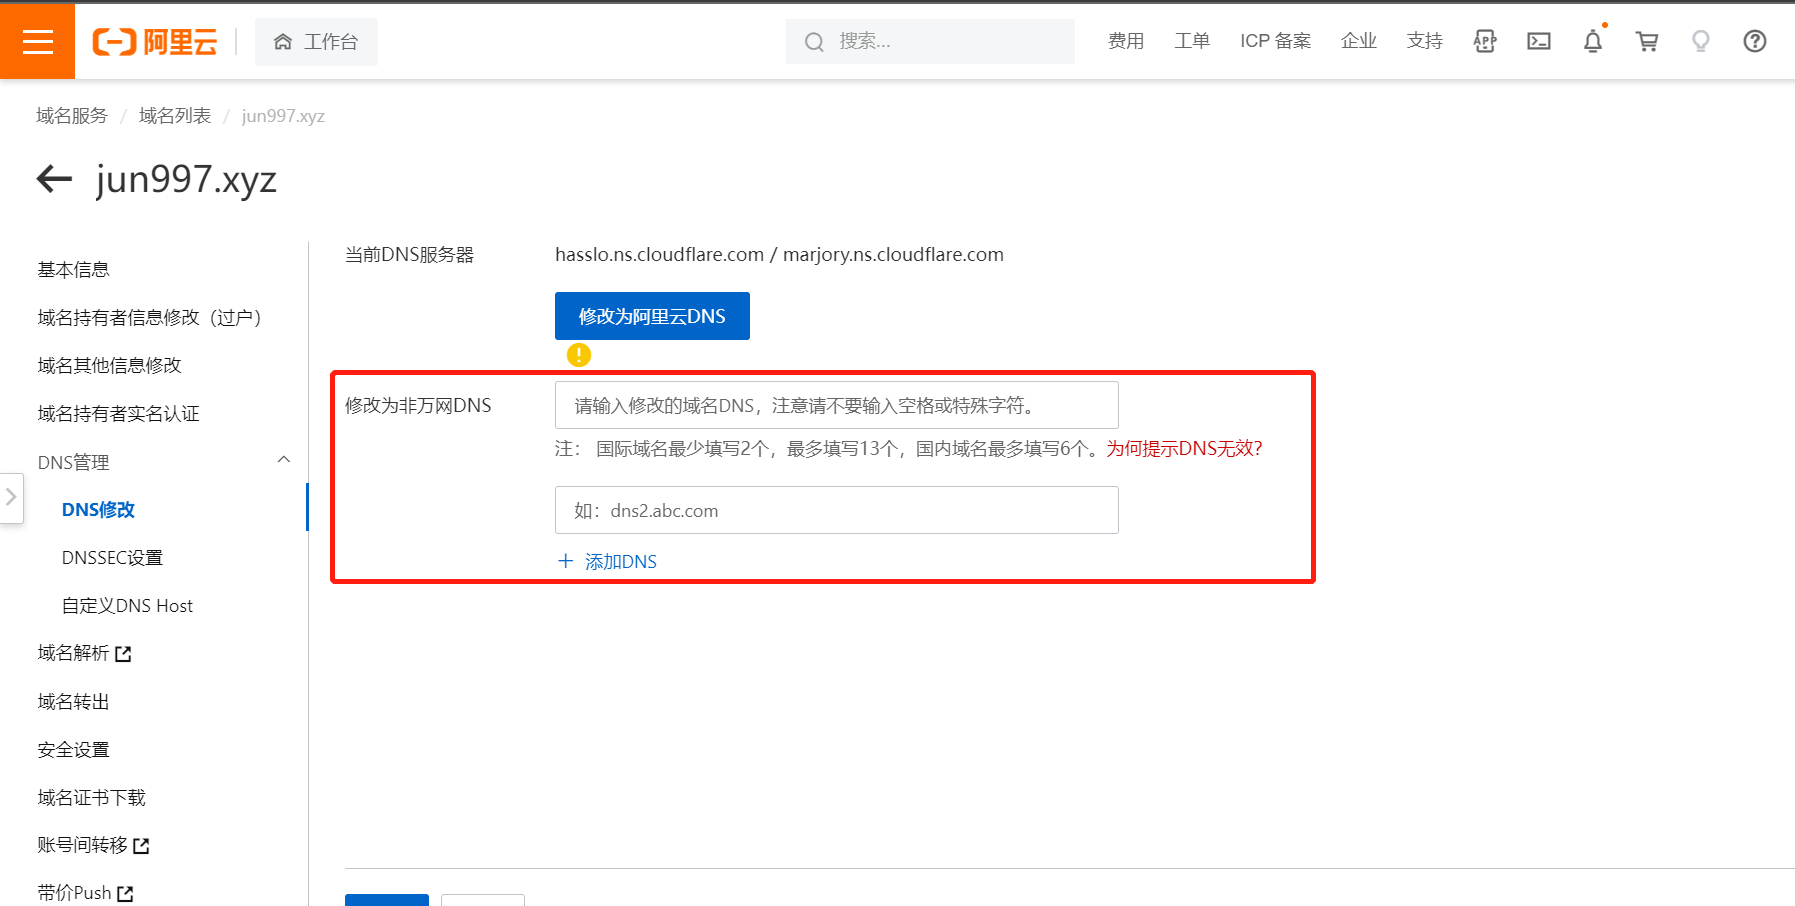 阿里云
工作台
搜索...
费用
工单
ICP 备案
企业
支持
APP
域名服务 / 域名列表 / jun997.xyz
jun997.xyz
基本信息
域名持有者信息修改（过户）
域名其他信息修改
域名持有者实名认证
DNS管理
DNS修改
DNSSEC设置
自定义DNS Host
域名解析
域名转出
安全设置
域名证书下载
账号间转移
带价Push
当前DNS服务器
hasslo.ns.cloudflare.com / marjory.ns.cloudflare.com
修改为阿里云DNS
修改为非万网DNS
请输入修改的域名DNS，注意请不要输入空格或特殊字符。
注： 国际域名最少填写2个，最多填写13个，国内域名最多填写6个。为何提示DNS无效?
如：dns2.abc.com
+ 添加DNS